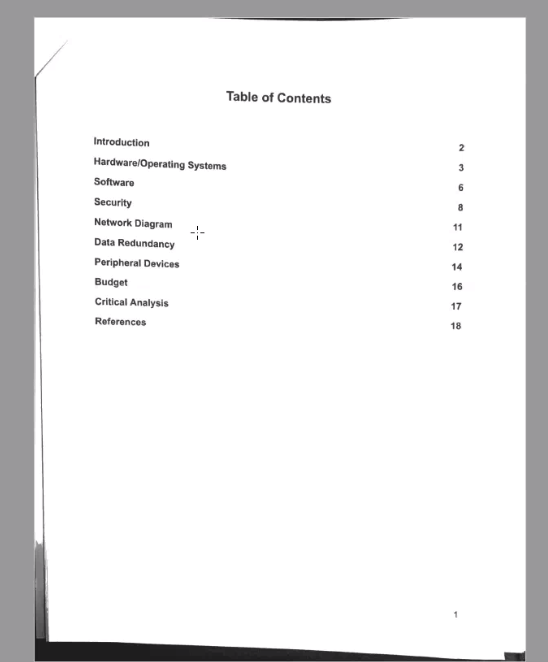 Table of Contents
Introduction 2
Hardware/Operating Systems 3
Software 6
Security 8
Network Diagram 11
Data Redundancy 12
Peripheral Devices 14
Budget 16
Critical Analysis 17
References 18
1